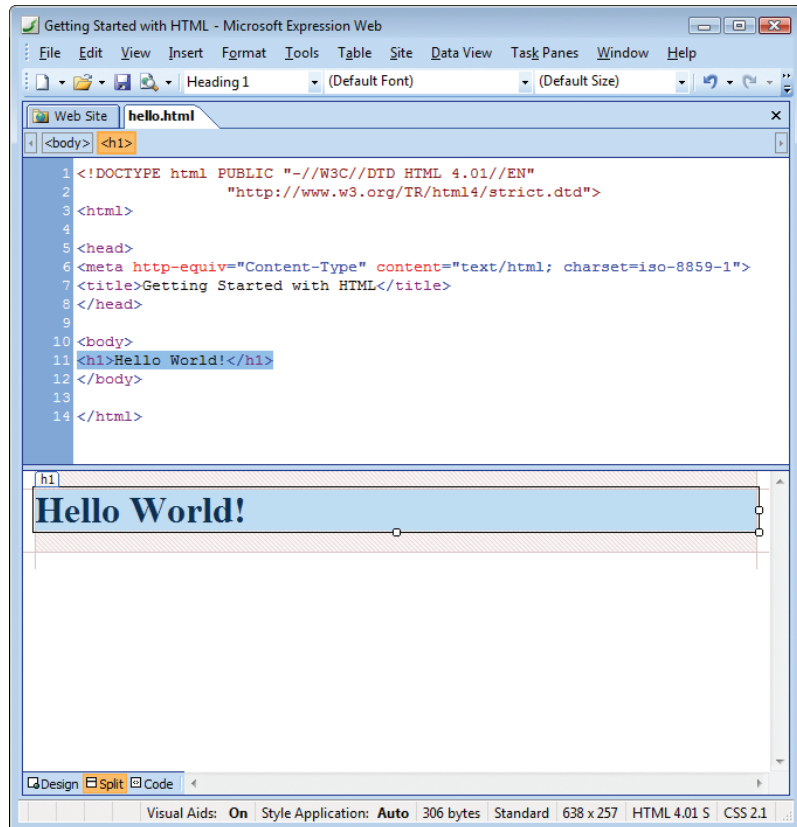 Getting Started with HTML - Microsoft Expression Web
File Edit View Insert Format Tools Table Site Data View Task Panes Window Help
Heading 1 (Default Font) (Default Size)
Web Site hello.html
<body> <h1>
1 <!DOCTYPE html PUBLIC "-//W3C//DTD HTML 4.01//EN"
2 "http://www.w3.org/TR/html4/strict.dtd">
3 <html>
4
5 <head>
6 <meta http-equiv="Content-Type" content="text/html; charset=iso-8859-1">
7 <title>Getting Started with HTML</title>
8 </head>
9
10 <body>
11 <h1>Hello World!</h1>
12 </body>
13
14 </html>
h1
Hello World!
Design Split Code
Visual Aids: On Style Application: Auto 306 bytes Standard 638 x 257 HTML 4.01 S CSS 2.1